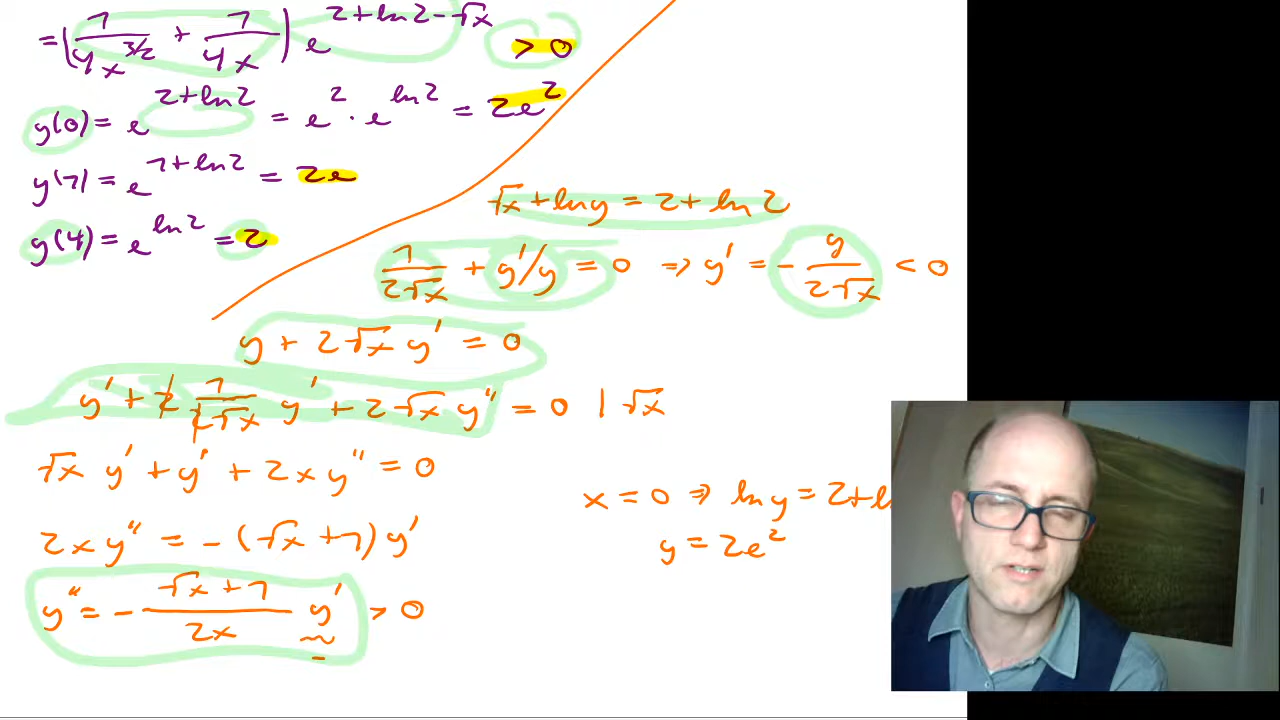 = (1/(4x^{3/2}) + 1/(4x)) e^{2+ln2-√x} > 0
y(0) = e^{2+ln2} = e^2 · e^{ln2} = 2e^2
y(1) = e^{1+ln2} = 2e
y(4) = e^{ln2} = 2
√x + ln y = 2 + ln 2
1/(2√x) + y'/y = 0 ⇒ y' = - y/(2√x) < 0
y + 2√x y' = 0
y' + 2 1/(2√x) y' + 2√x y'' = 0 | √x
√x y' + y' + 2x y'' = 0
2x y'' = -(√x + 1) y'
y'' = - (√x + 1)/(2x) y' > 0
x = 0 ⇒ ln y = 2 + ln
y = 2e^2